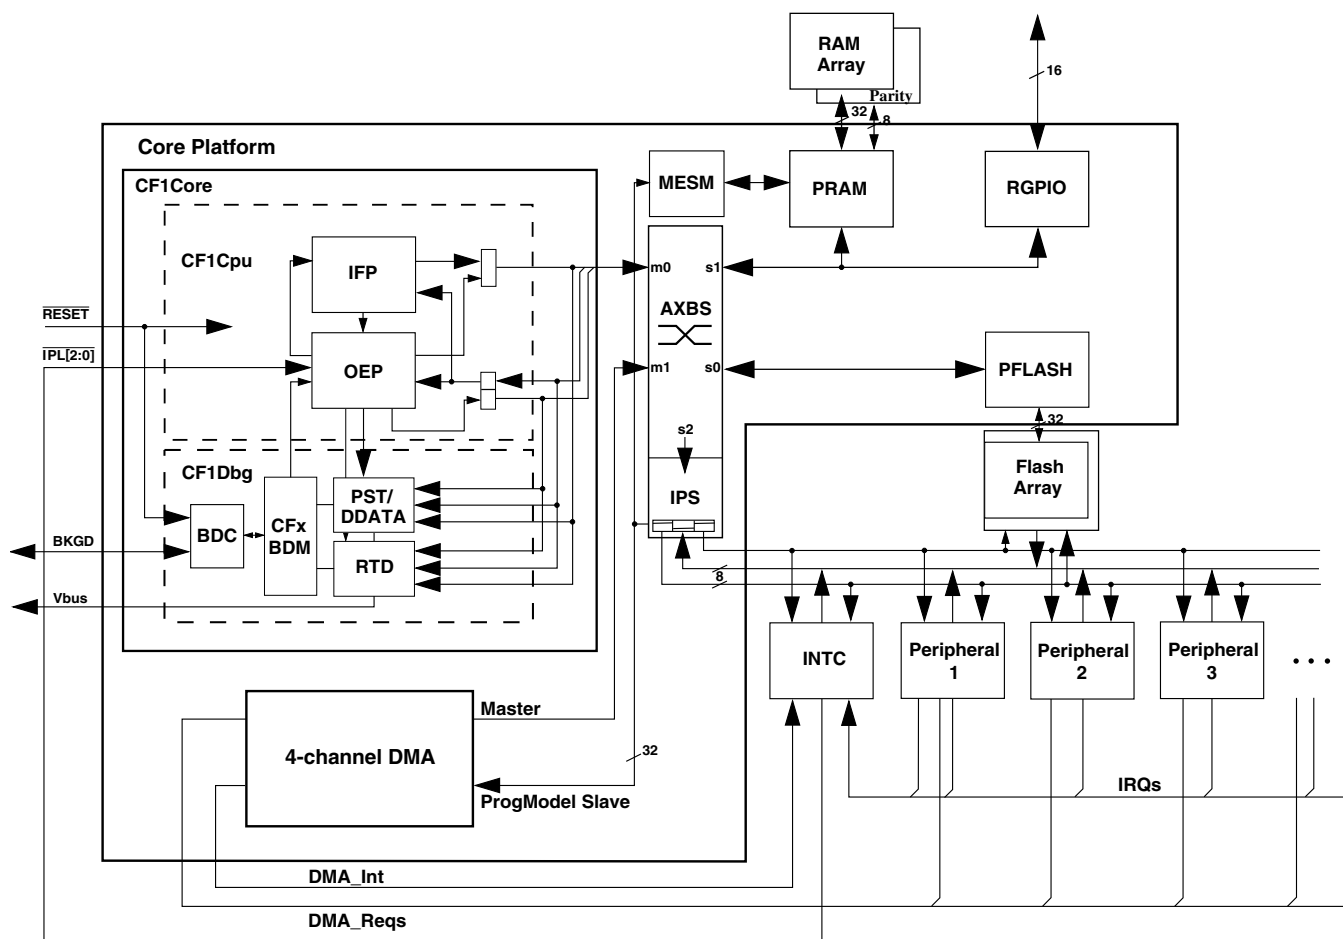 RAM
Array
Parity
16
32
8
Core Platform
CF1Core
MESM
PRAM
RGPIO
CF1Cpu
IFP
m0
s1
AXBS
RESET
IPL[2:0]
OEP
m1
s0
PFLASH
32
s2
Flash
Array
CF1Dbg
PST/
DDATA
IPS
BDC
CFx
BDM
BKGD
RTD
8
Vbus
INTC
Peripheral
1
Peripheral
2
Peripheral
3
. . .
Master
4-channel DMA
32
ProgModel Slave
IRQs
DMA_Int
DMA_Reqs